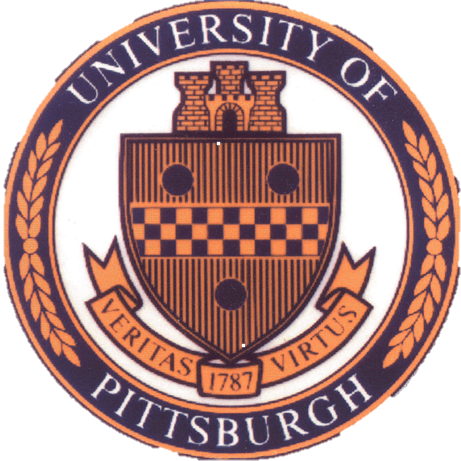 UNIVERSITY OF
VERITAS
1787
VIRTUS
PITTSBURGH